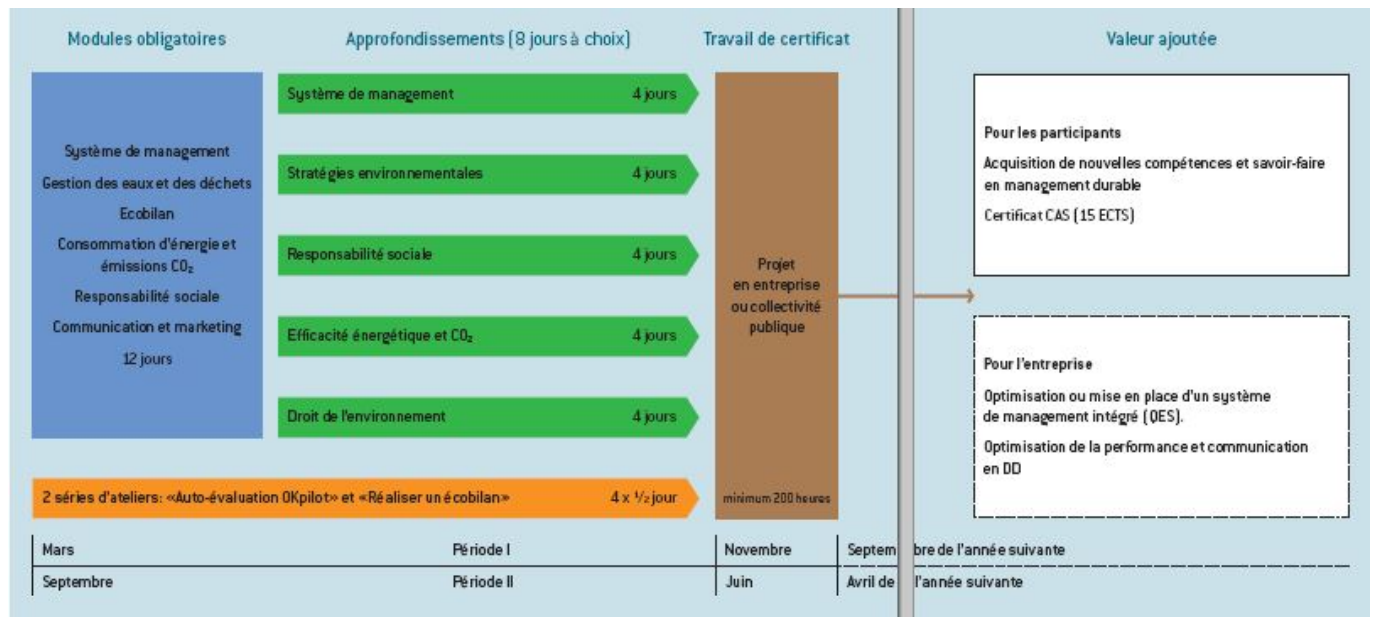 Modules obligatoires
Approfondissements (8 jours à choix)
Travail de certificat
Valeur ajoutée
Système de management
Gestion des eaux et des déchets
Ecobilan
Consommation d'énergie et
émissions CO₂
Responsabilité sociale
Communication et marketing
12 jours
Système de management 4 jours
Stratégies environnementales 4 jours
Responsabilité sociale 4 jours
Efficacité énergétique et CO₂ 4 jours
Droit de l'environnement 4 jours
2 séries d'ateliers: «Auto-évaluation OKpilot» et «Réaliser un écobilan» 4 x ½ jour
Projet
en entreprise
ou collectivité
publique
minimum 200 heures
Pour les participants
Acquisition de nouvelles compétences et savoir-faire
en management durable
Certificat CAS (15 ECTS)
Pour l'entreprise
Optimisation ou mise en place d'un système
de management intégré (QES).
Optimisation de la performance et communication
en DD
Mars Période I Novembre Septembre de l'année suivante
Septembre Période II Juin Avril de l'année suivante